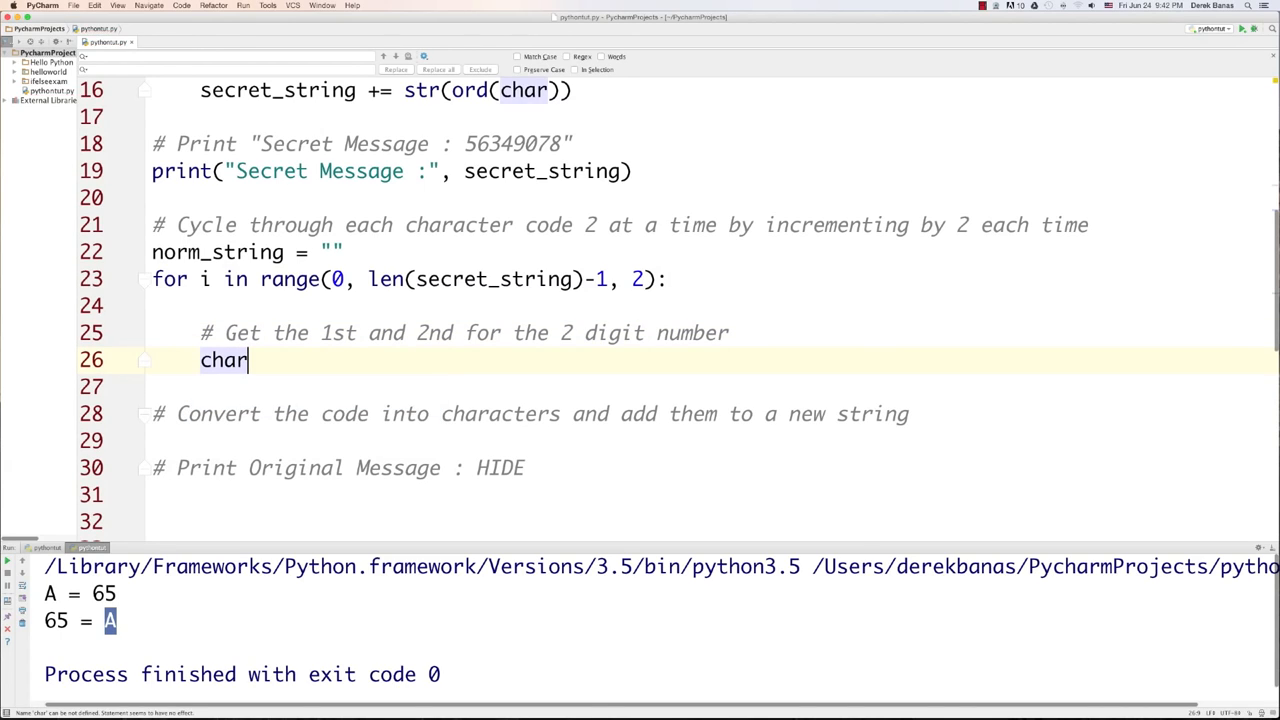 PyCharm File Edit View Navigate Code Refactor Run Tools VCS Window Help Fri Jun 24 9:42 PM Derek Banas
pythontut.py - PyCharmProjects - [~/PycharmProjects]
PycharmProjects pythontut.py pythontut
pythontut.py ×
Match Case Regex Words
Replace Replace all Exclude Preserve Case In Selection
PycharmProject
Hello Python
helloworld
ifelseexam
pythontut.py
External Librarie
16 secret_string += str(ord(char))
17
18 # Print "Secret Message : 56349078"
19 print("Secret Message :", secret_string)
20
21 # Cycle through each character code 2 at a time by incrementing by 2 each time
22 norm_string = ""
23 for i in range(0, len(secret_string)-1, 2):
24
25 # Get the 1st and 2nd for the 2 digit number
26 char
27
28 # Convert the code into characters and add them to a new string
29
30 # Print Original Message : HIDE
31
32
Run: pythontut pythontut
/Library/Frameworks/Python.framework/Versions/3.5/bin/python3.5 /Users/derekbanas/PycharmProjects/pytho
A = 65
65 = A
Process finished with exit code 0
Name 'char' can be not defined. Statement seems to have no effect. 26:9 LF÷ UTF-8÷